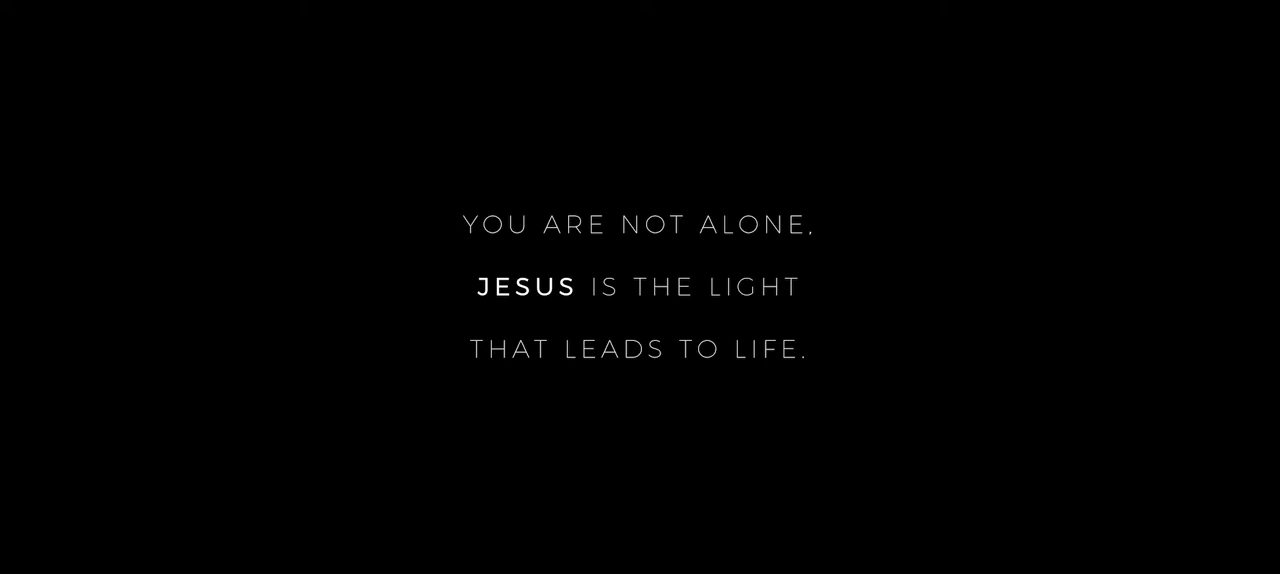 YOU ARE NOT ALONE,
JESUS IS THE LIGHT
THAT LEADS TO LIFE.